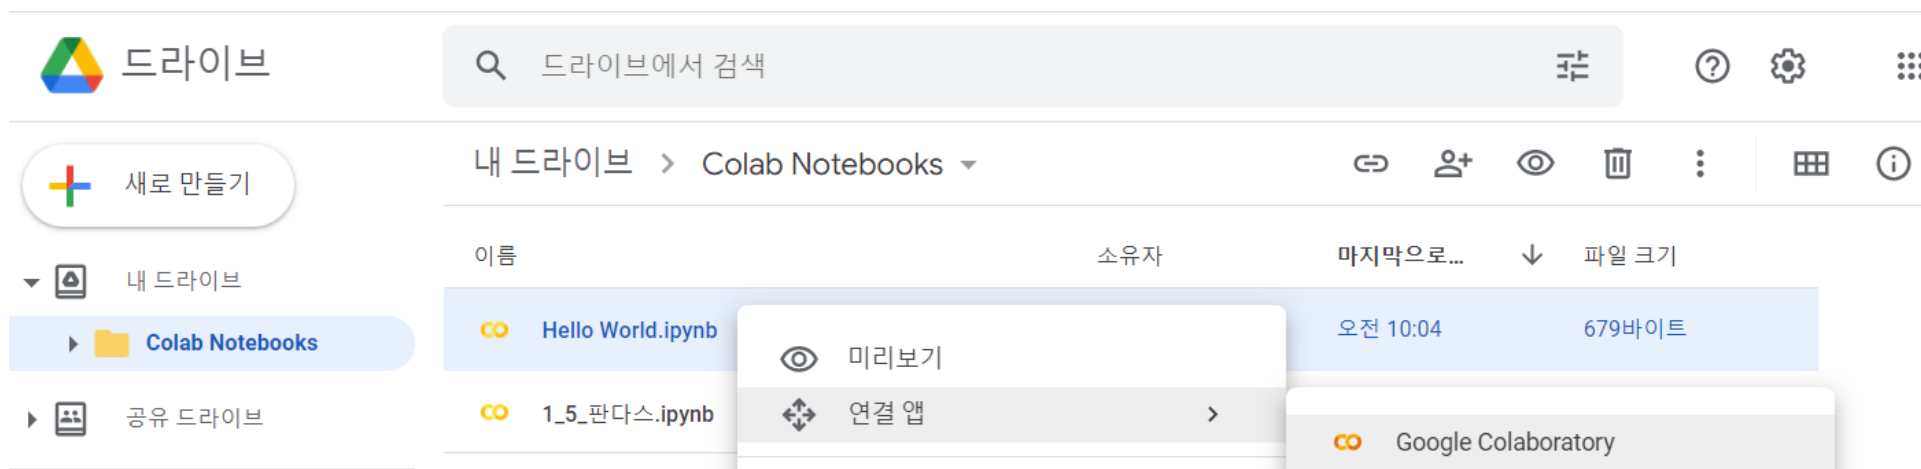 드라이브
드라이브에서 검색
새로 만들기
내 드라이브 > Colab Notebooks
이름 소유자 마지막으로... 파일 크기
내 드라이브
Colab Notebooks
공유 드라이브
Hello World.ipynb 오전 10:04 679바이트
1_5_판다스.ipynb
미리보기
연결 앱
Google Colaboratory